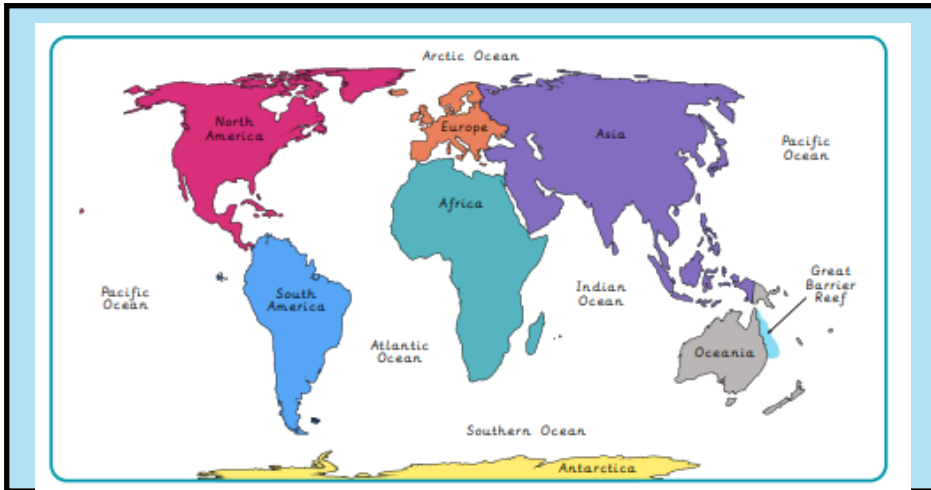 Arctic Ocean
North
America
Europe
Asia
Pacific
Ocean
Africa
Pacific
Ocean
South
America
Indian
Ocean
Great
Barrier
Reef
Atlantic
Ocean
Oceania
Southern Ocean
Antarctica